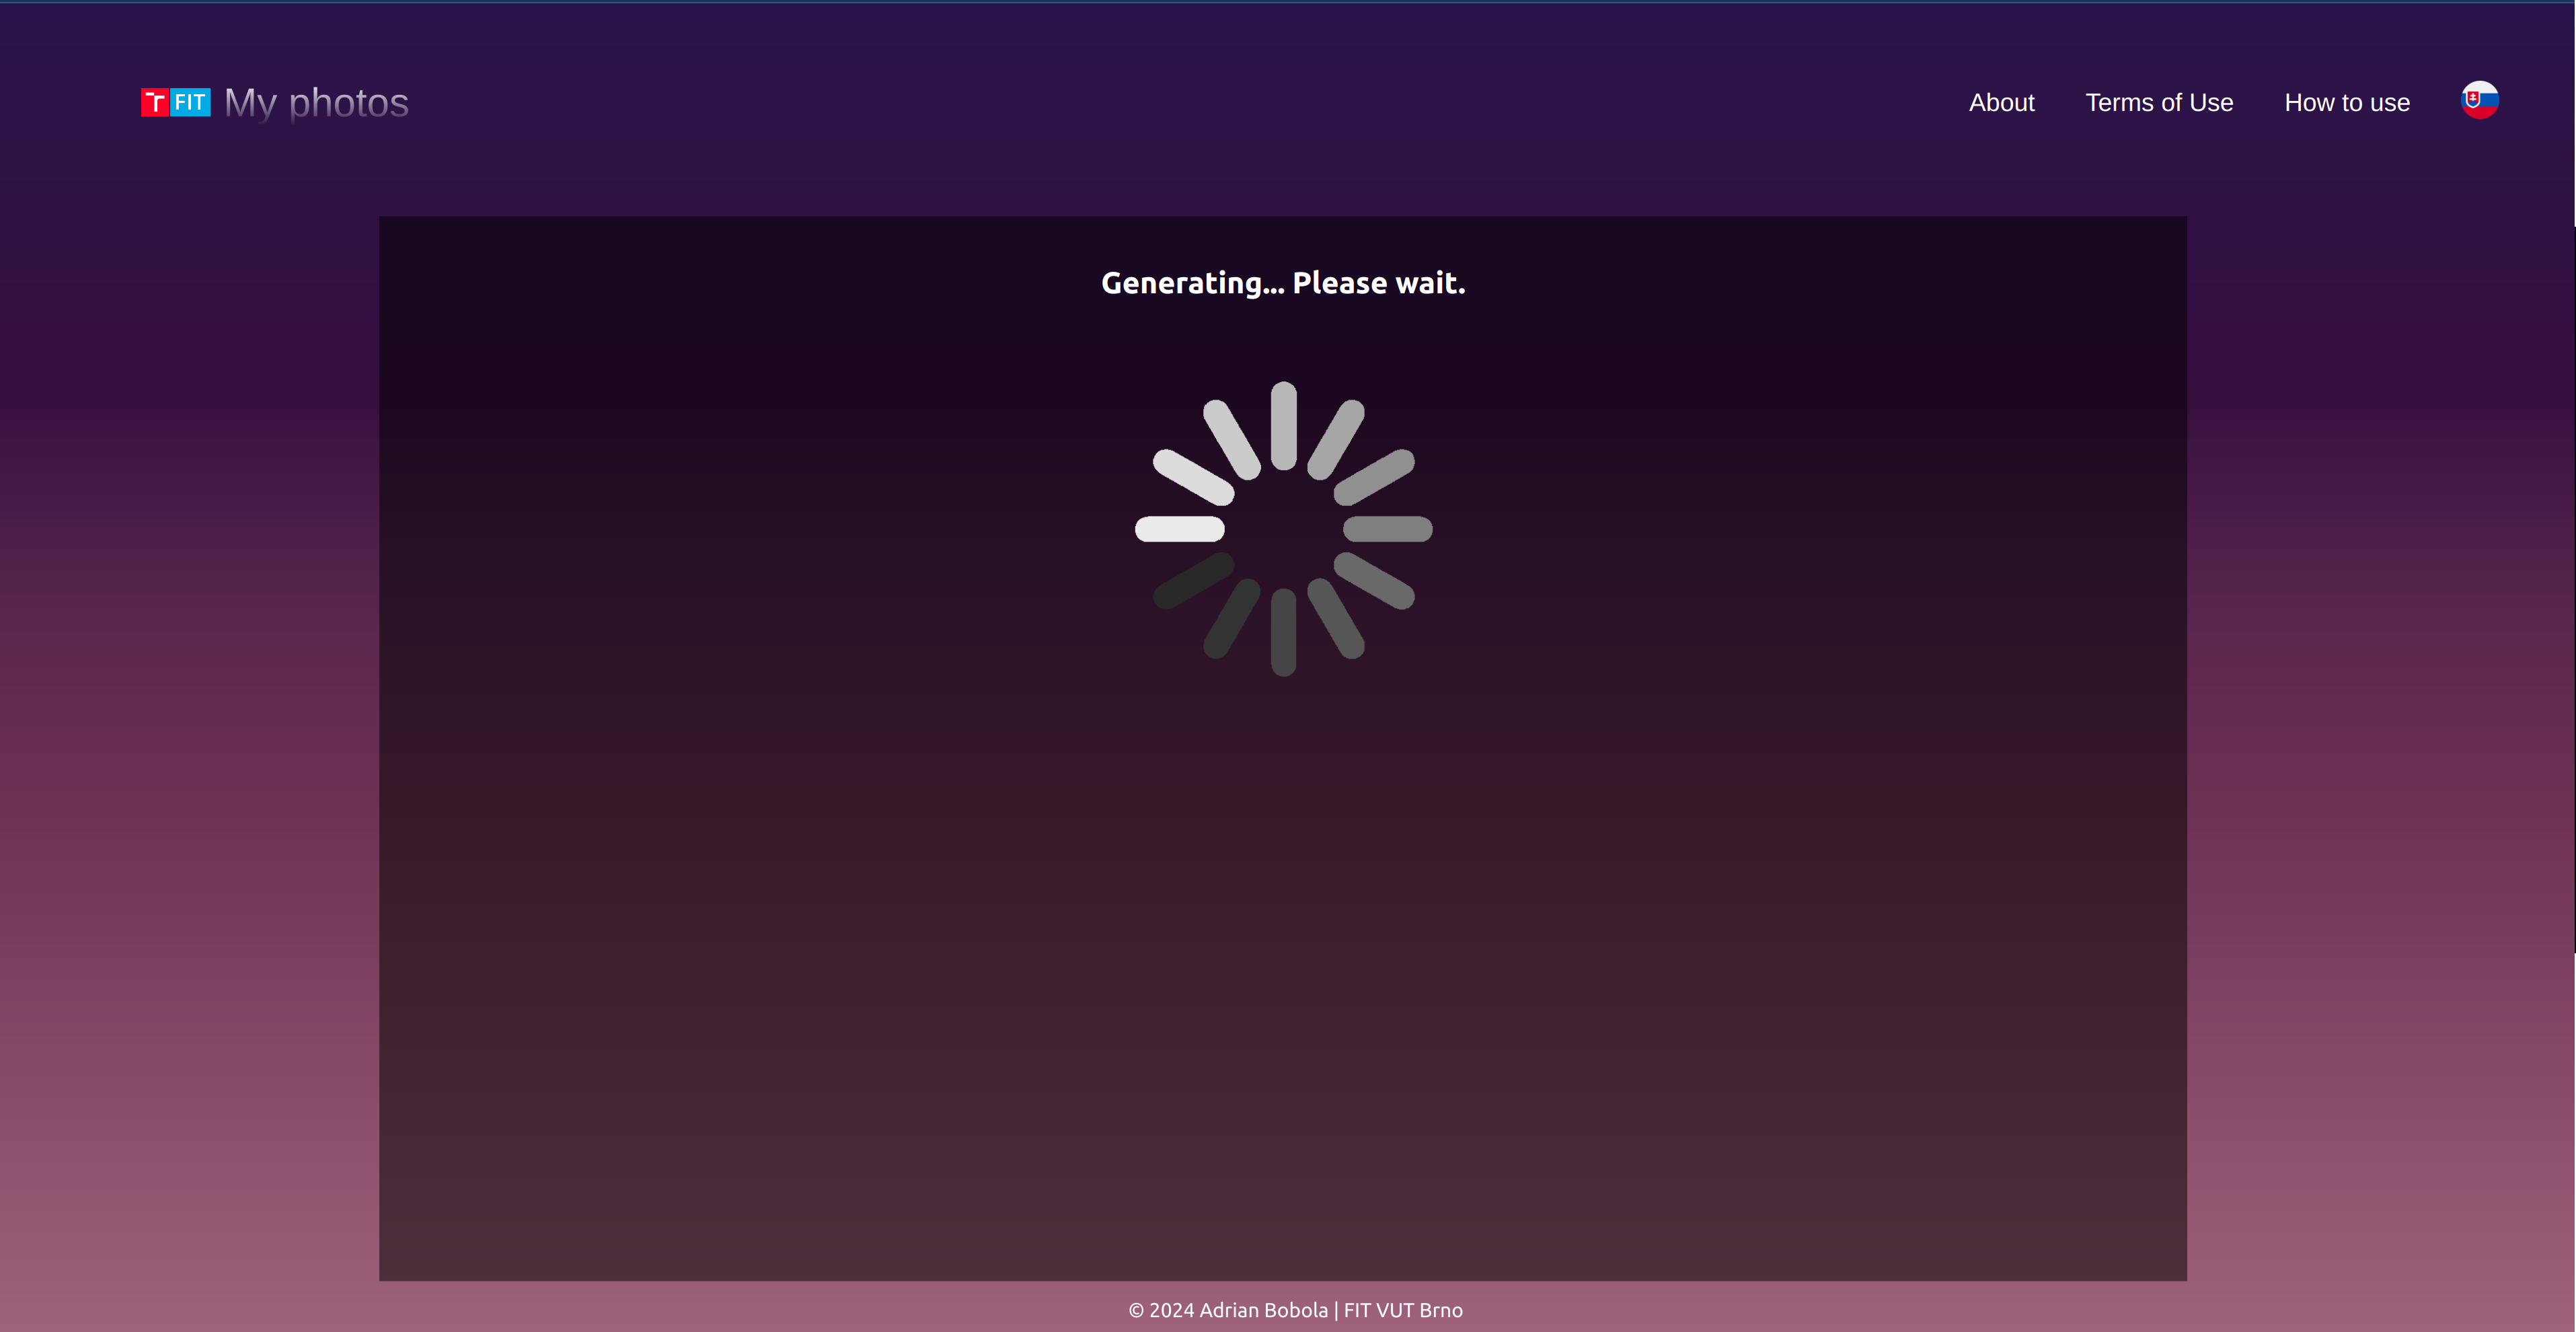 FIT My photos
About Terms of Use How to use
Generating... Please wait.
© 2024 Adrian Bobola | FIT VUT Brno